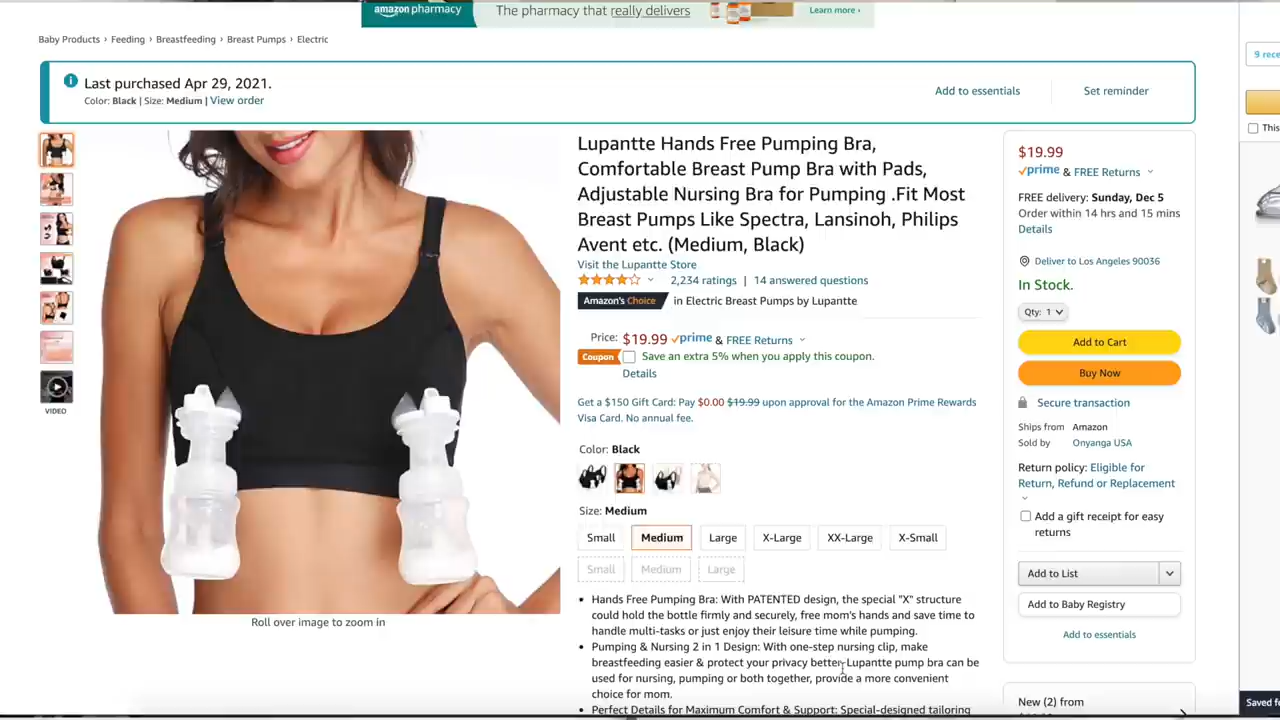 amazon pharmacy
The pharmacy that really delivers
Learn more ›
Baby Products › Feeding › Breastfeeding › Breast Pumps › Electric
Last purchased Apr 29, 2021.
Color: Black | Size: Medium | View order
Add to essentials
Set reminder
VIDEO
Roll over image to zoom in
Lupantte Hands Free Pumping Bra,
Comfortable Breast Pump Bra with Pads,
Adjustable Nursing Bra for Pumping .Fit Most
Breast Pumps Like Spectra, Lansinoh, Philips
Avent etc. (Medium, Black)
Visit the Lupantte Store
2,234 ratings | 14 answered questions
Amazon's Choice in Electric Breast Pumps by Lupantte
Price: $19.99 prime & FREE Returns
Coupon Save an extra 5% when you apply this coupon.
Details
Get a $150 Gift Card: Pay $0.00 $19.99 upon approval for the Amazon Prime Rewards
Visa Card. No annual fee.
Color: Black
Size: Medium
Small Medium Large X-Large XX-Large X-Small
Small Medium Large
• Hands Free Pumping Bra: With PATENTED design, the special "X" structure
could hold the bottle firmly and securely, free mom's hands and save time to
handle multi-tasks or just enjoy their leisure time while pumping.
• Pumping & Nursing 2 in 1 Design: With one-step nursing clip, make
breastfeeding easier & protect your privacy better. Lupantte pump bra can be
used for nursing, pumping or both together, provide a more convenient
choice for mom.
• Perfect Details for Maximum Comfort & Support: Special-designed tailoring
$19.99
prime & FREE Returns
FREE delivery: Sunday, Dec 5
Order within 14 hrs and 15 mins
Details
Deliver to Los Angeles 90036
In Stock.
Qty: 1
Add to Cart
Buy Now
Secure transaction
Ships from Amazon
Sold by Onyanga USA
Return policy: Eligible for
Return, Refund or Replacement
Add a gift receipt for easy
returns
Add to List
Add to Baby Registry
Add to essentials
New (2) from
9 rece
This
Saved fo